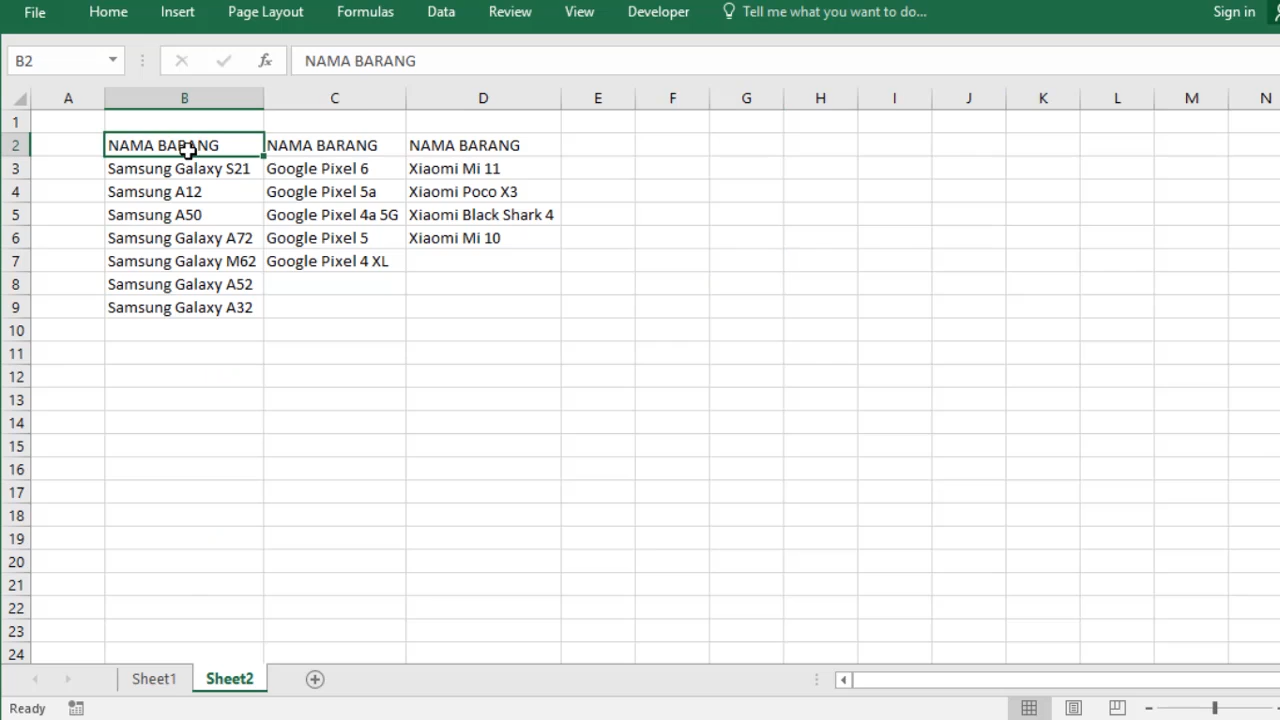 File Home Insert Page Layout Formulas Data Review View Developer Tell me what you want to do... Sign in
B2 fx NAMA BARANG
A B C D E F G H I J K L M N
1
2 NAMA BARANG NAMA BARANG NAMA BARANG
3 Samsung Galaxy S21 Google Pixel 6 Xiaomi Mi 11
4 Samsung A12 Google Pixel 5a Xiaomi Poco X3
5 Samsung A50 Google Pixel 4a 5G Xiaomi Black Shark 4
6 Samsung Galaxy A72 Google Pixel 5 Xiaomi Mi 10
7 Samsung Galaxy M62 Google Pixel 4 XL
8 Samsung Galaxy A52
9 Samsung Galaxy A32
10
11
12
13
14
15
16
17
18
19
20
21
22
23
24
Sheet1 Sheet2
Ready